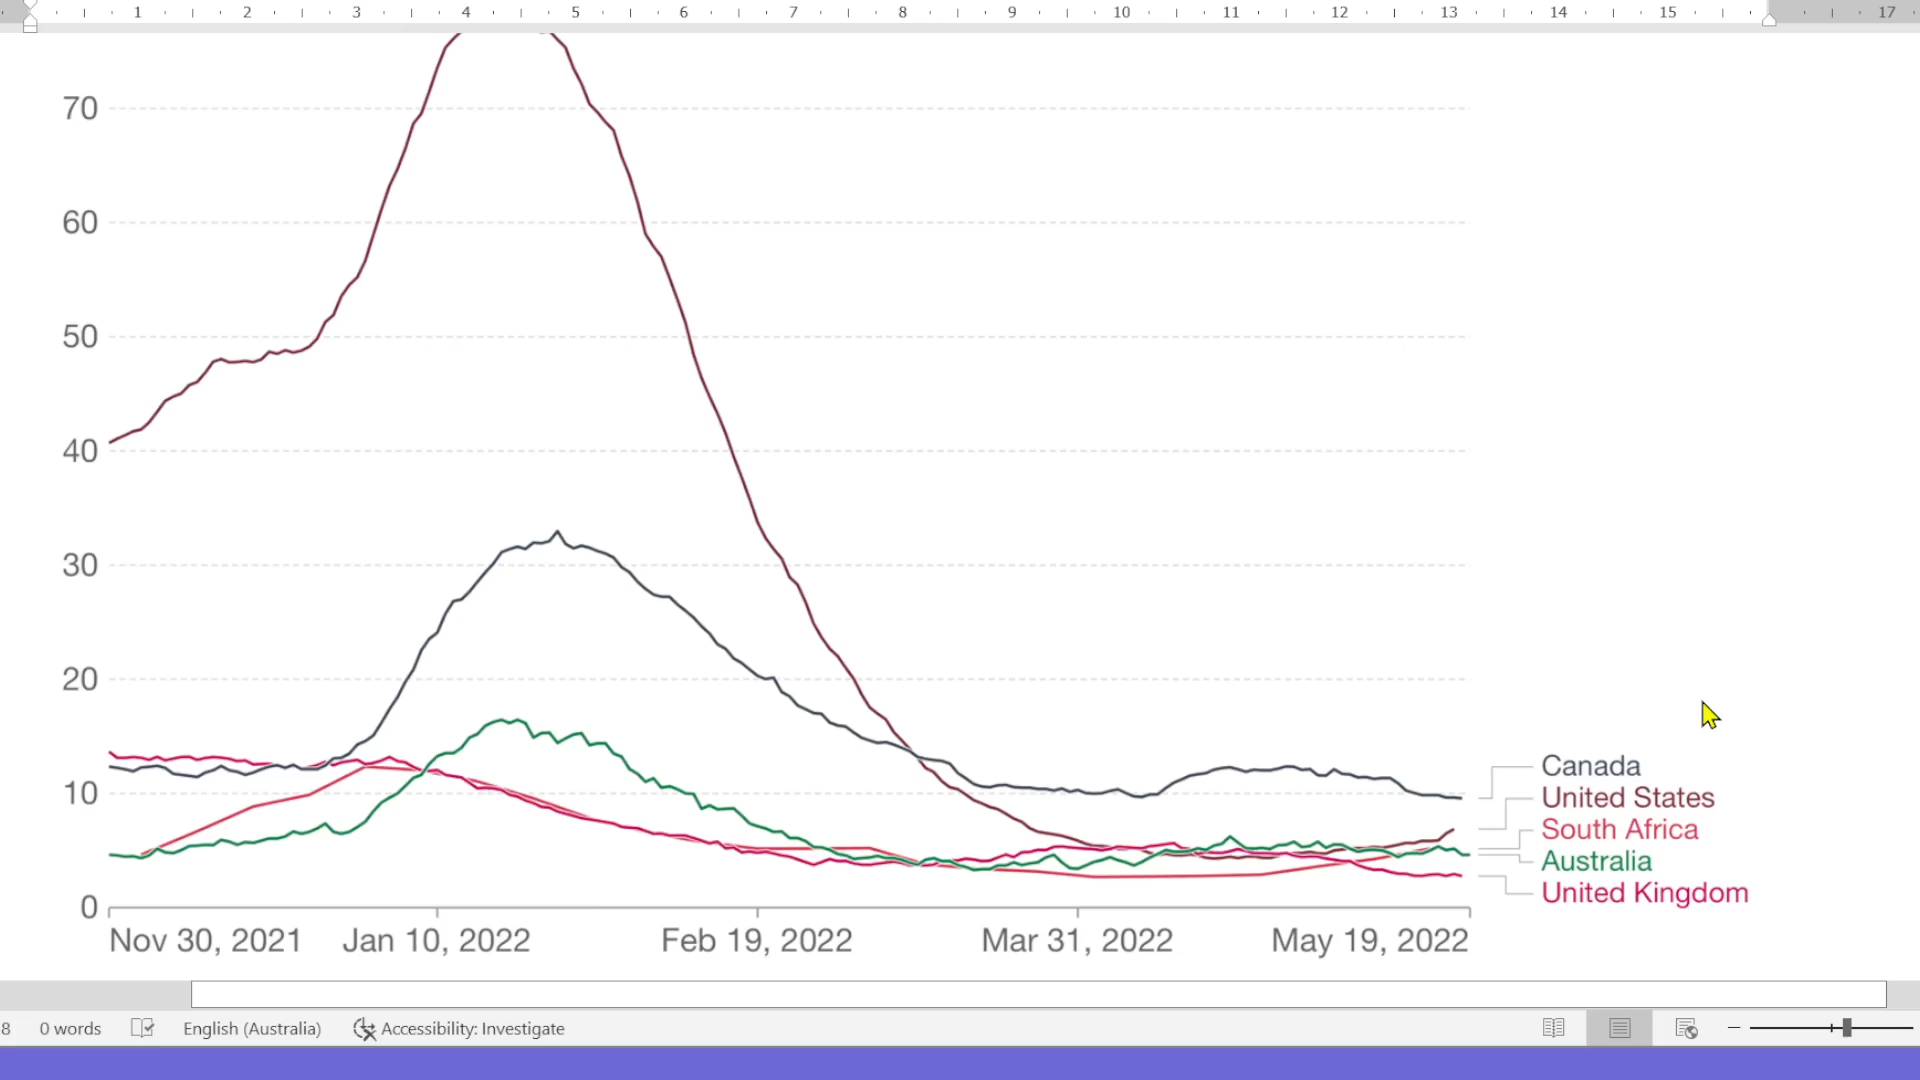 1 2 3 4 5 6 7 8 9 10 11 12 13 14 15 17
70
60
50
40
30
20
10
0
Canada
United States
South Africa
Australia
United Kingdom
Nov 30, 2021 Jan 10, 2022 Feb 19, 2022 Mar 31, 2022 May 19, 2022
8 0 words English (Australia) Accessibility: Investigate